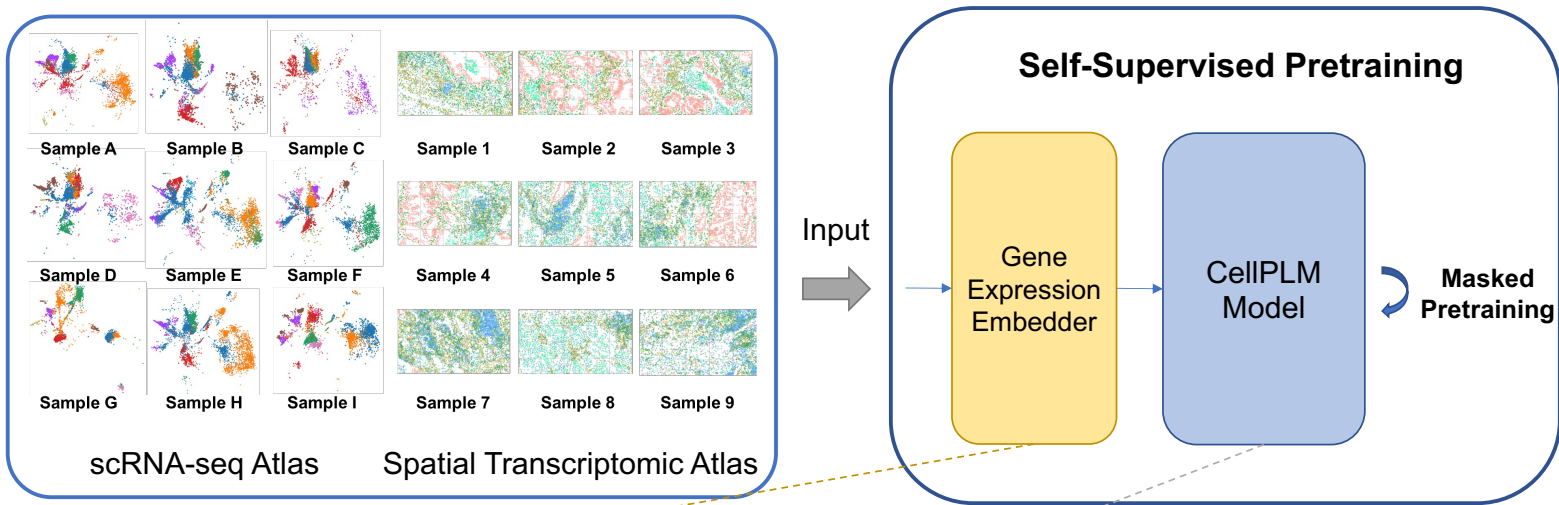 Sample A
Sample B
Sample C
Sample 1
Sample 2
Sample 3
Sample D
Sample E
Sample F
Sample 4
Sample 5
Sample 6
Sample G
Sample H
Sample I
Sample 7
Sample 8
Sample 9
scRNA-seq Atlas
Spatial Transcriptomic Atlas
Input
Self-Supervised Pretraining
Gene
Expression
Embedder
CellPLM
Model
Masked
Pretraining